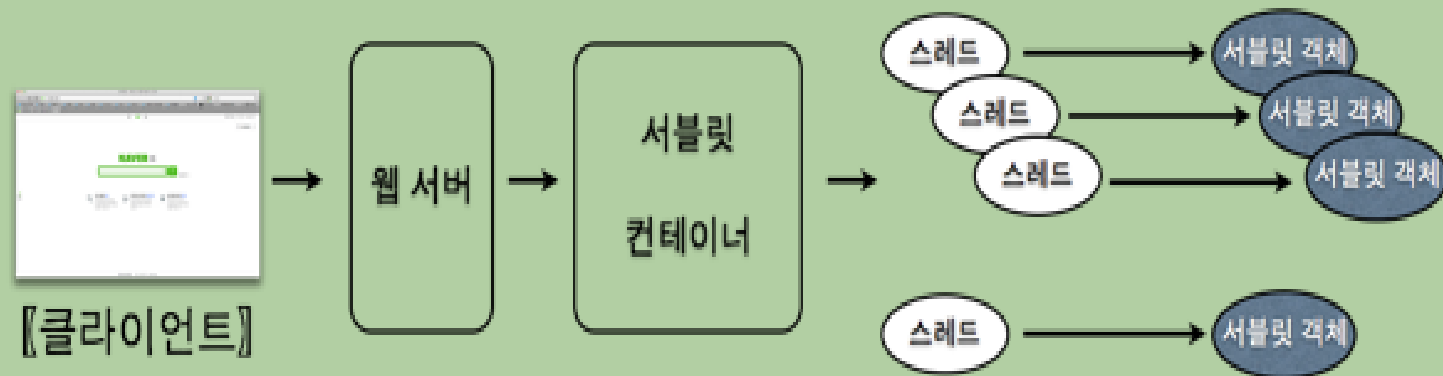 【클라이언트】
웹 서버
서블릿
컨테이너
스레드
서블릿 객체
스레드
서블릿 객체
스레드
서블릿 객체
스레드
서블릿 객체